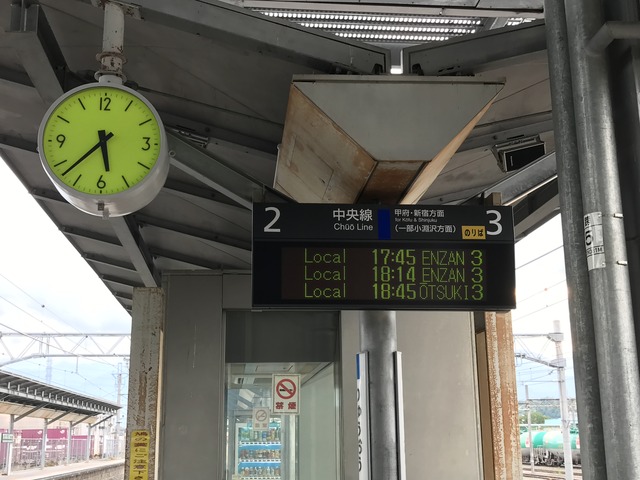 12
3
6
9
2
中央線
Chūō Line
甲府・新宿方面
for Kōfu & Shinjuku
(一部小淵沢方面)
のりば
3
Local 17:45 ENZAN 3
Local 18:14 ENZAN 3
Local 18:45 ŌTSUKI 3
禁煙